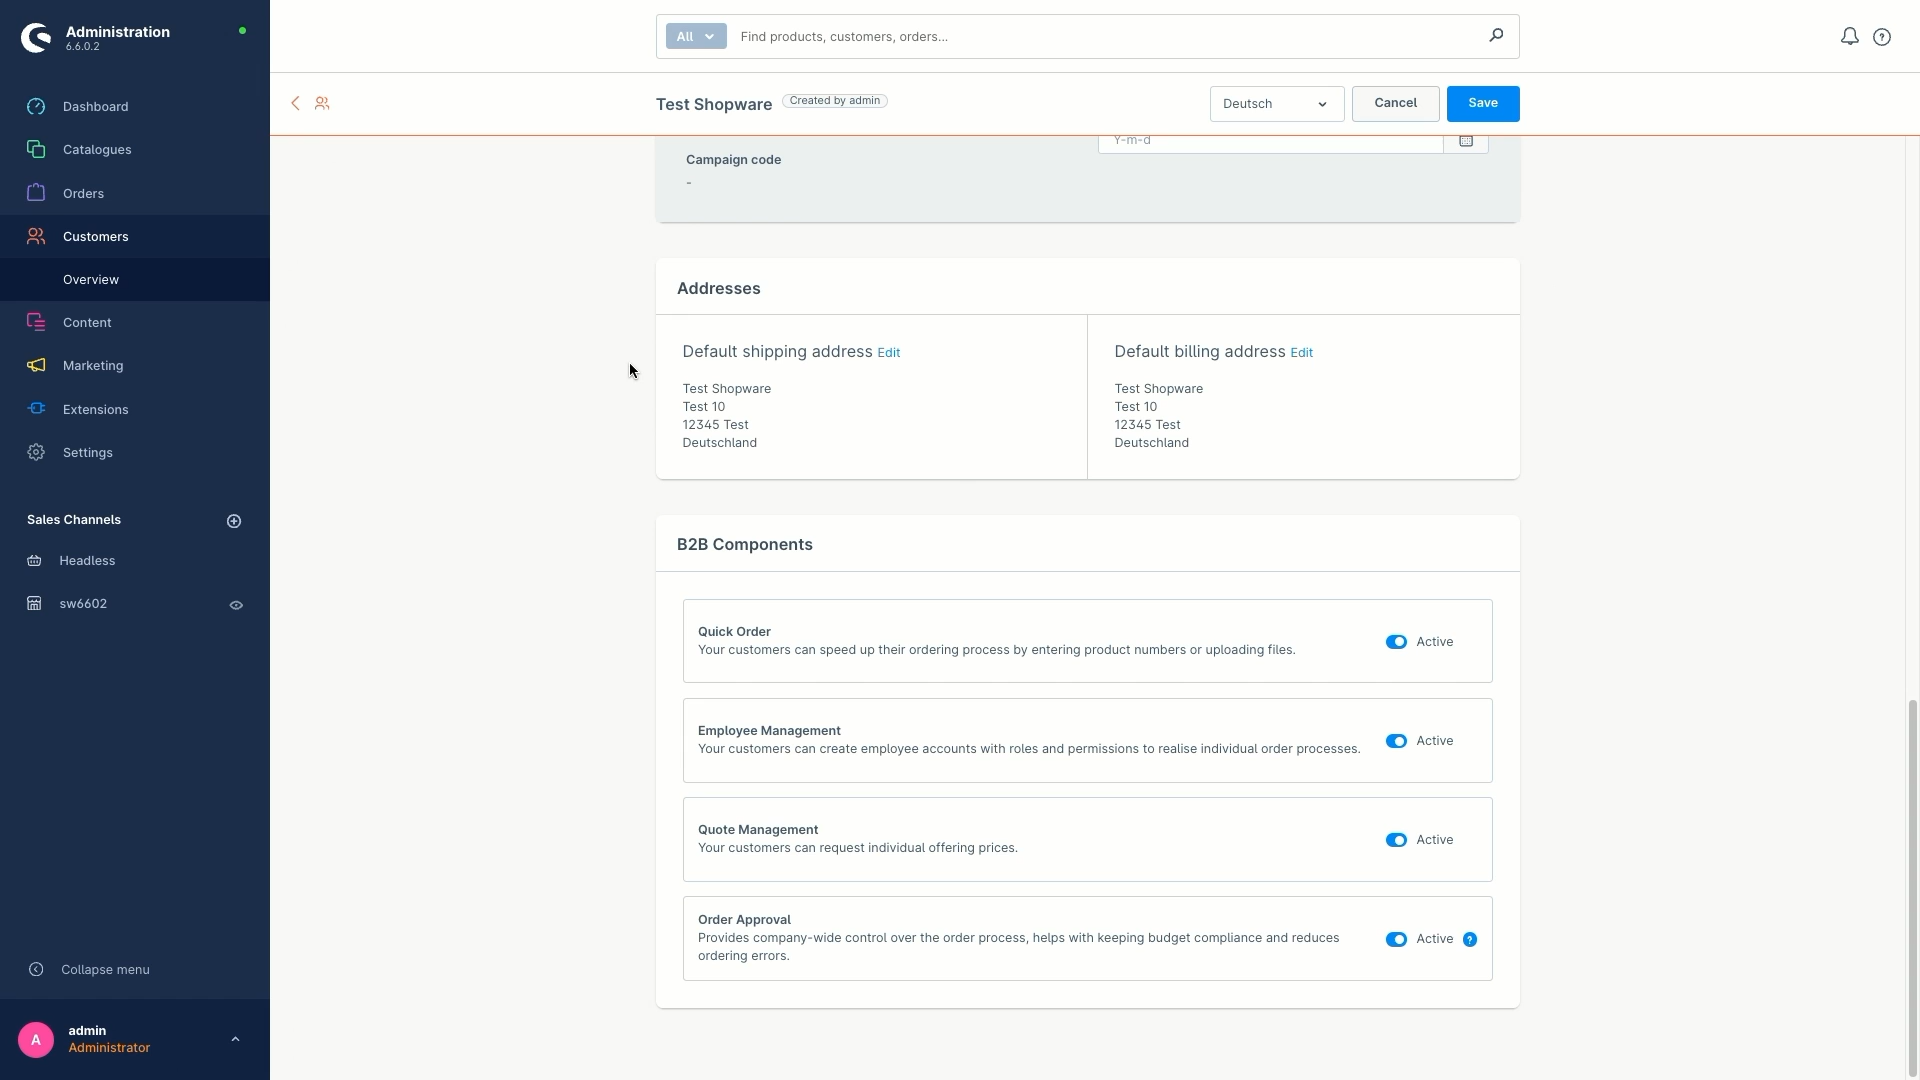 Administration
6.6.0.2
Dashboard
Catalogues
Orders
Customers
Overview
Content
Marketing
Extensions
Settings
Sales Channels
Headless
sw6602
Collapse menu
A
admin
Administrator
All
Find products, customers, orders...
?
Test Shopware
Created by admin
Deutsch
Cancel
Save
Y-m-d
Campaign code
-
Addresses
Default shipping address Edit
Test Shopware
Test 10
12345 Test
Deutschland
Default billing address Edit
Test Shopware
Test 10
12345 Test
Deutschland
B2B Components
Quick Order
Your customers can speed up their ordering process by entering product numbers or uploading files.
Active
Employee Management
Your customers can create employee accounts with roles and permissions to realise individual order processes.
Active
Quote Management
Your customers can request individual offering prices.
Active
Order Approval
Provides company-wide control over the order process, helps with keeping budget compliance and reduces
ordering errors.
Active ?